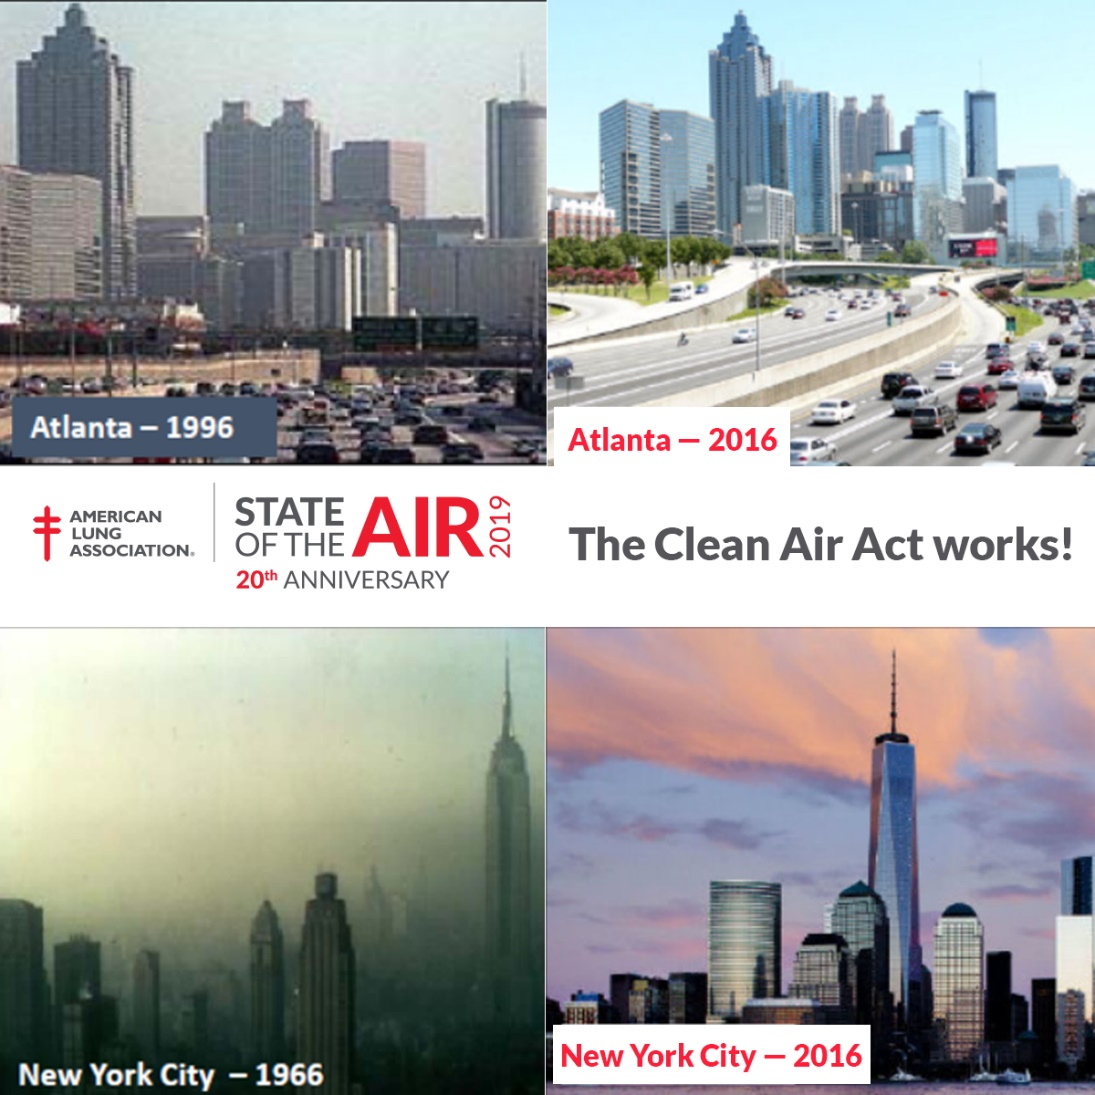 Atlanta – 1996
Atlanta — 2016
AMERICAN
LUNG
ASSOCIATION®
STATE
OF THE AIR 2019
20th ANNIVERSARY
The Clean Air Act works!
New York City – 1966
New York City — 2016